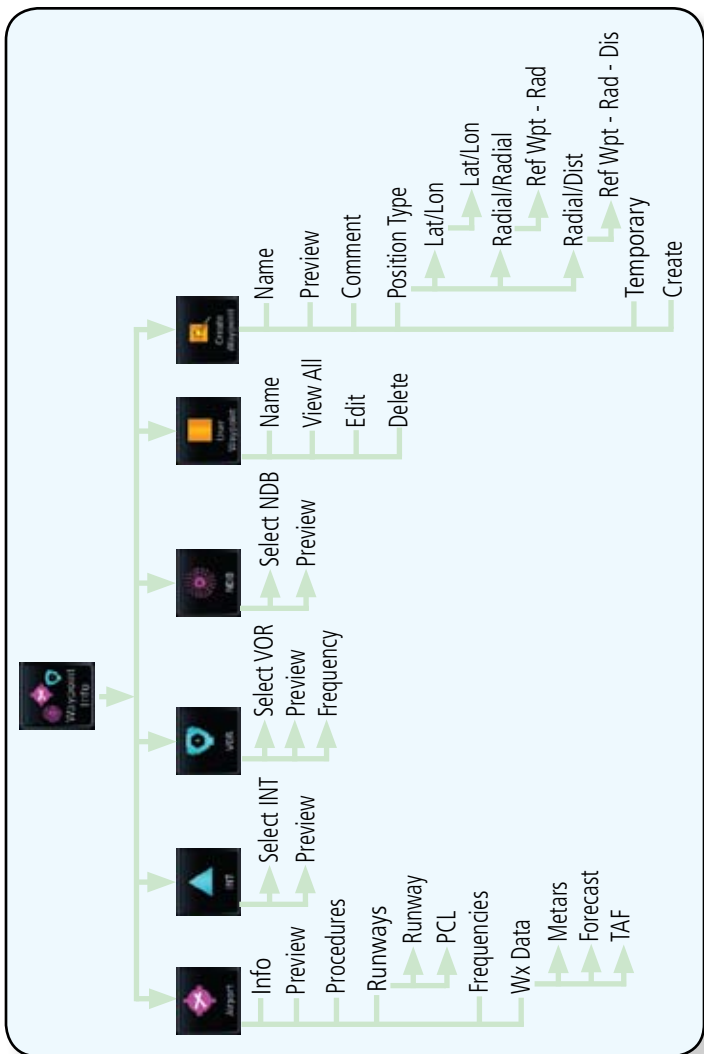 Waypoint
Info
Airport
Info
Preview
Procedures
Runways
Runway
PCL
Frequencies
Wx Data
Metars
Forecast
TAF
INT
Select INT
Preview
VOR
Select VOR
Preview
Frequency
NDB
Select NDB
Preview
User
Waypoint
Name
View All
Edit
Delete
Create
Waypoint
Name
Preview
Comment
Position Type
Lat/Lon
Lat/Lon
Radial/Radial
Ref Wpt - Rad
Radial/Dist
Ref Wpt - Rad - Dis
Temporary
Create